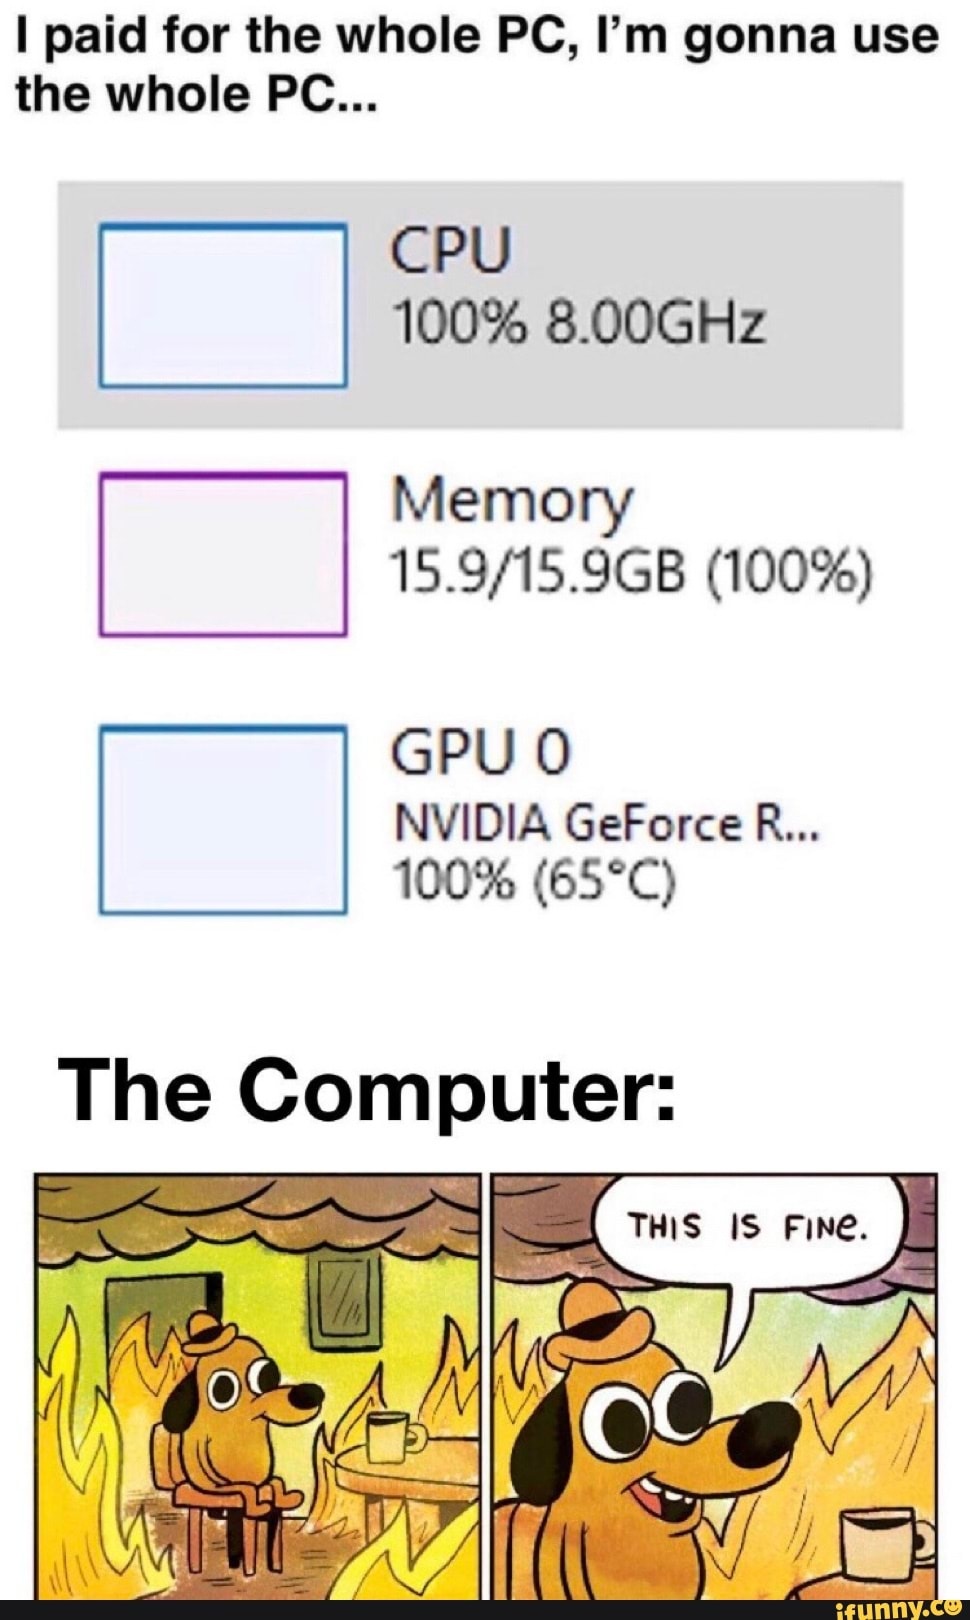 I paid for the whole PC, I’m gonna use
the whole PC...
CPU
100% 8.00GHz
Memory
15.9/15.9GB (100%)
GPU 0
NVIDIA GeForce R...
100% (65°C)
The Computer:
THIS IS FINe.
ifunny.co